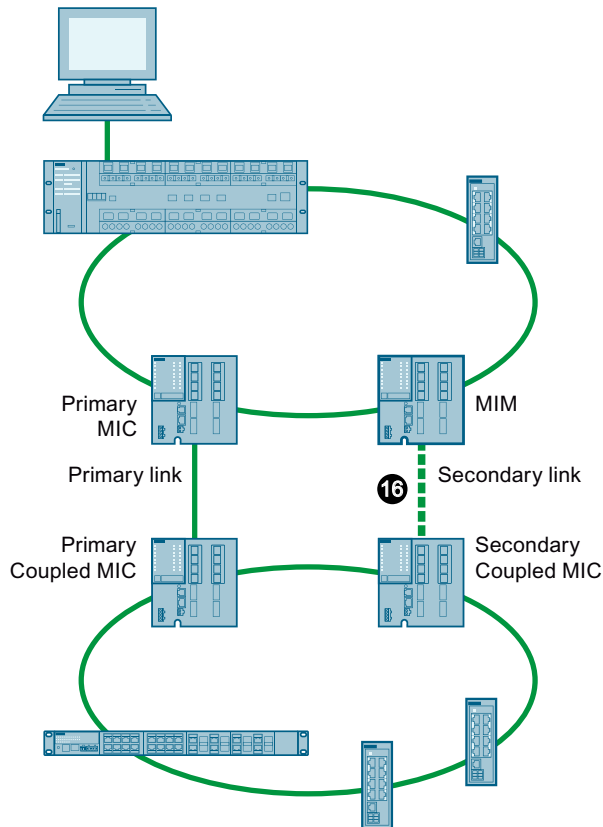 Primary
MIC
MIM
Primary link
16
Secondary link
Primary
Coupled MIC
Secondary
Coupled MIC